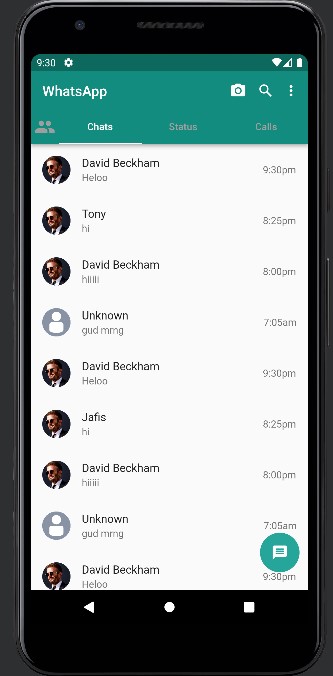 9:30
WhatsApp
Chats Status Calls
David Beckham
Heloo
9:30pm
Tony
hi
8:25pm
David Beckham
hiiiii
8:00pm
Unknown
gud mrng
7:05am
David Beckham
Heloo
9:30pm
Jafis
hi
8:25pm
David Beckham
hiiiii
8:00pm
Unknown
gud mrng
7:05am
David Beckham
Heloo
9:30pm